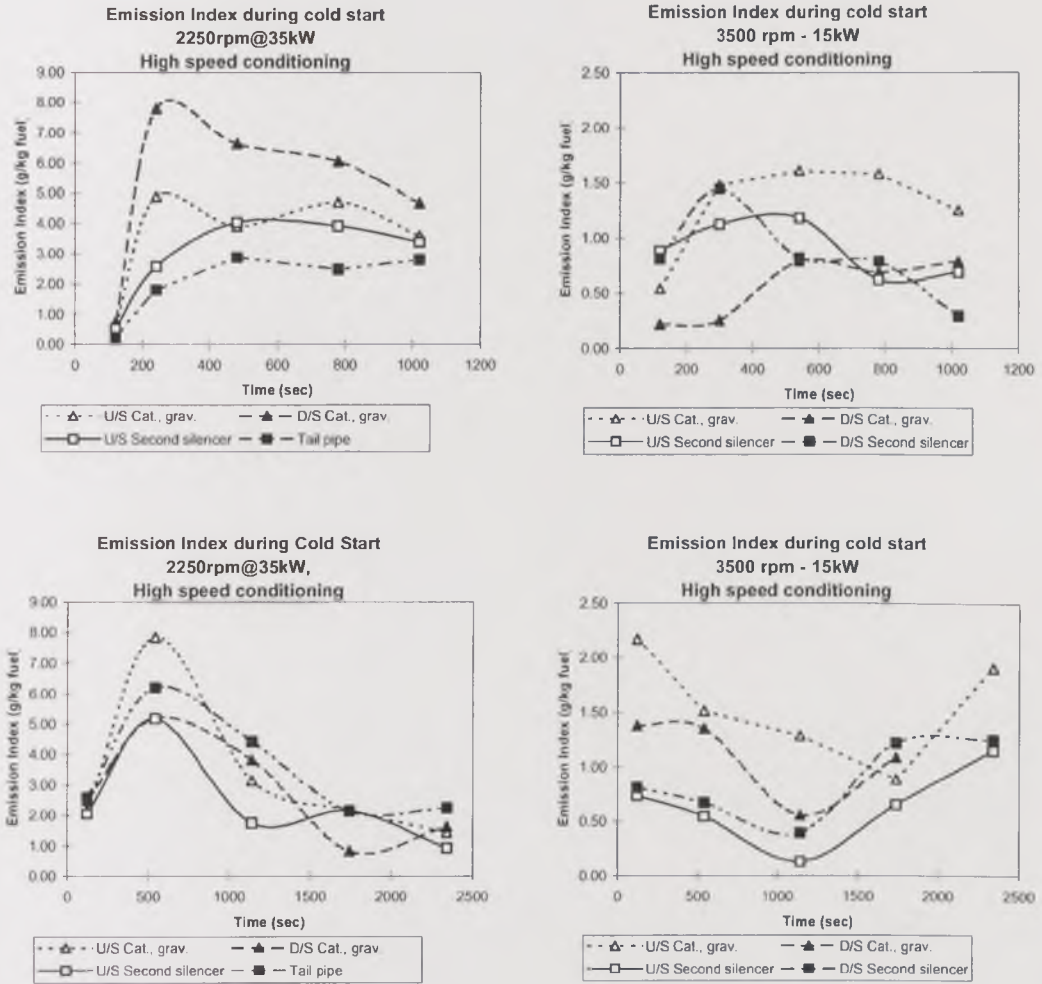 Emission Index during cold start
2250rpm@35kW
High speed conditioning
9.00
8.00
7.00
6.00
5.00
4.00
3.00
2.00
1.00
0.00
Emission Index (g/kg fuel
0 200 400 600 800 1000 1200
Time (sec)
U/S Cat., grav. D/S Cat., grav.
U/S Second silencer Tail pipe
Emission Index during cold start
3500 rpm - 15kW
High speed conditioning
2.50
2.00
1.50
1.00
0.50
0.00
Emission Index (g/kg fuel
0 200 400 600 800 1000 1200
Time (sec)
U/S Cat., grav. D/S Cat., grav.
U/S Second silencer D/S Second silencer
Emission Index during Cold Start
2250rpm@35kW,
High speed conditioning
9.00
8.00
7.00
6.00
5.00
4.00
3.00
2.00
1.00
0.00
Emission Index (g/kg fuel
0 500 1000 1500 2000 2500
Time (sec)
U/S Cat., grav. D/S Cat., grav.
U/S Second silencer Tail pipe
Emission Index during cold start
3500 rpm - 15kW
High speed conditioning
2.50
2.00
1.50
1.00
0.50
0.00
Emission Index (g/kg fuel
0 500 1000 1500 2000 2500
Time (sec)
U/S Cat., grav. D/S Cat., grav.
U/S Second silencer D/S Second silencer